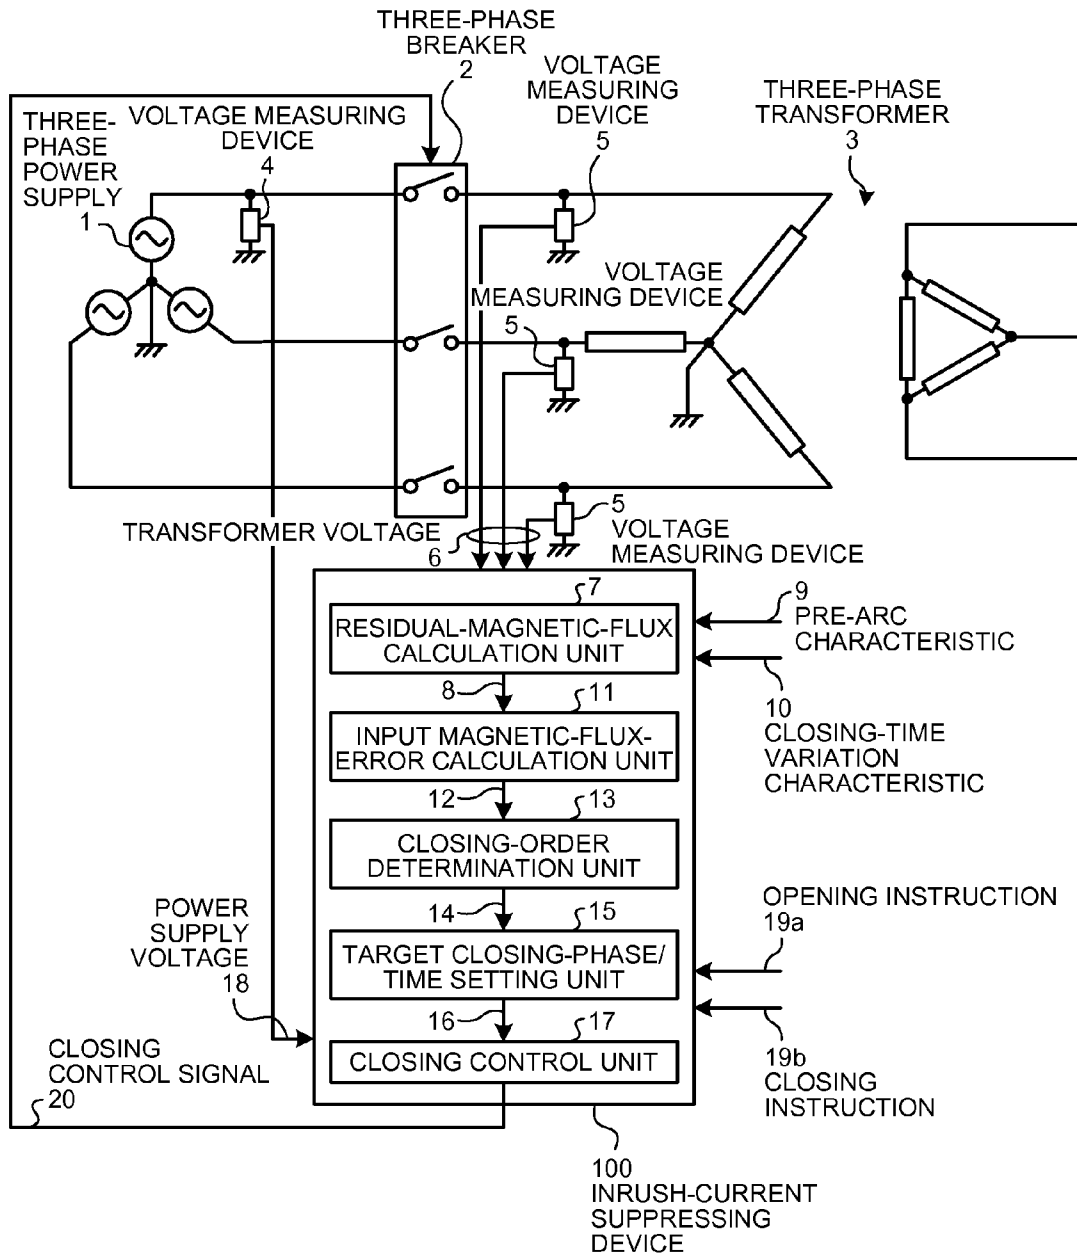 THREE-PHASE
BREAKER
2
VOLTAGE
MEASURING
DEVICE
5
THREE-PHASE
TRANSFORMER
3
THREE-
PHASE
POWER
SUPPLY
1
VOLTAGE MEASURING
DEVICE
4
VOLTAGE
MEASURING DEVICE
5
TRANSFORMER VOLTAGE
6
5
VOLTAGE
MEASURING DEVICE
7
RESIDUAL-MAGNETIC-FLUX
CALCULATION UNIT
9
PRE-ARC
CHARACTERISTIC
8
11
10
CLOSING-TIME
VARIATION
CHARACTERISTIC
INPUT MAGNETIC-FLUX-
ERROR CALCULATION UNIT
12
13
CLOSING-ORDER
DETERMINATION UNIT
14
15
OPENING INSTRUCTION
19a
POWER
SUPPLY
VOLTAGE
18
TARGET CLOSING-PHASE/
TIME SETTING UNIT
16
17
CLOSING CONTROL UNIT
19b
CLOSING
INSTRUCTION
CLOSING
CONTROL SIGNAL
20
100
INRUSH-CURRENT
SUPPRESSING
DEVICE